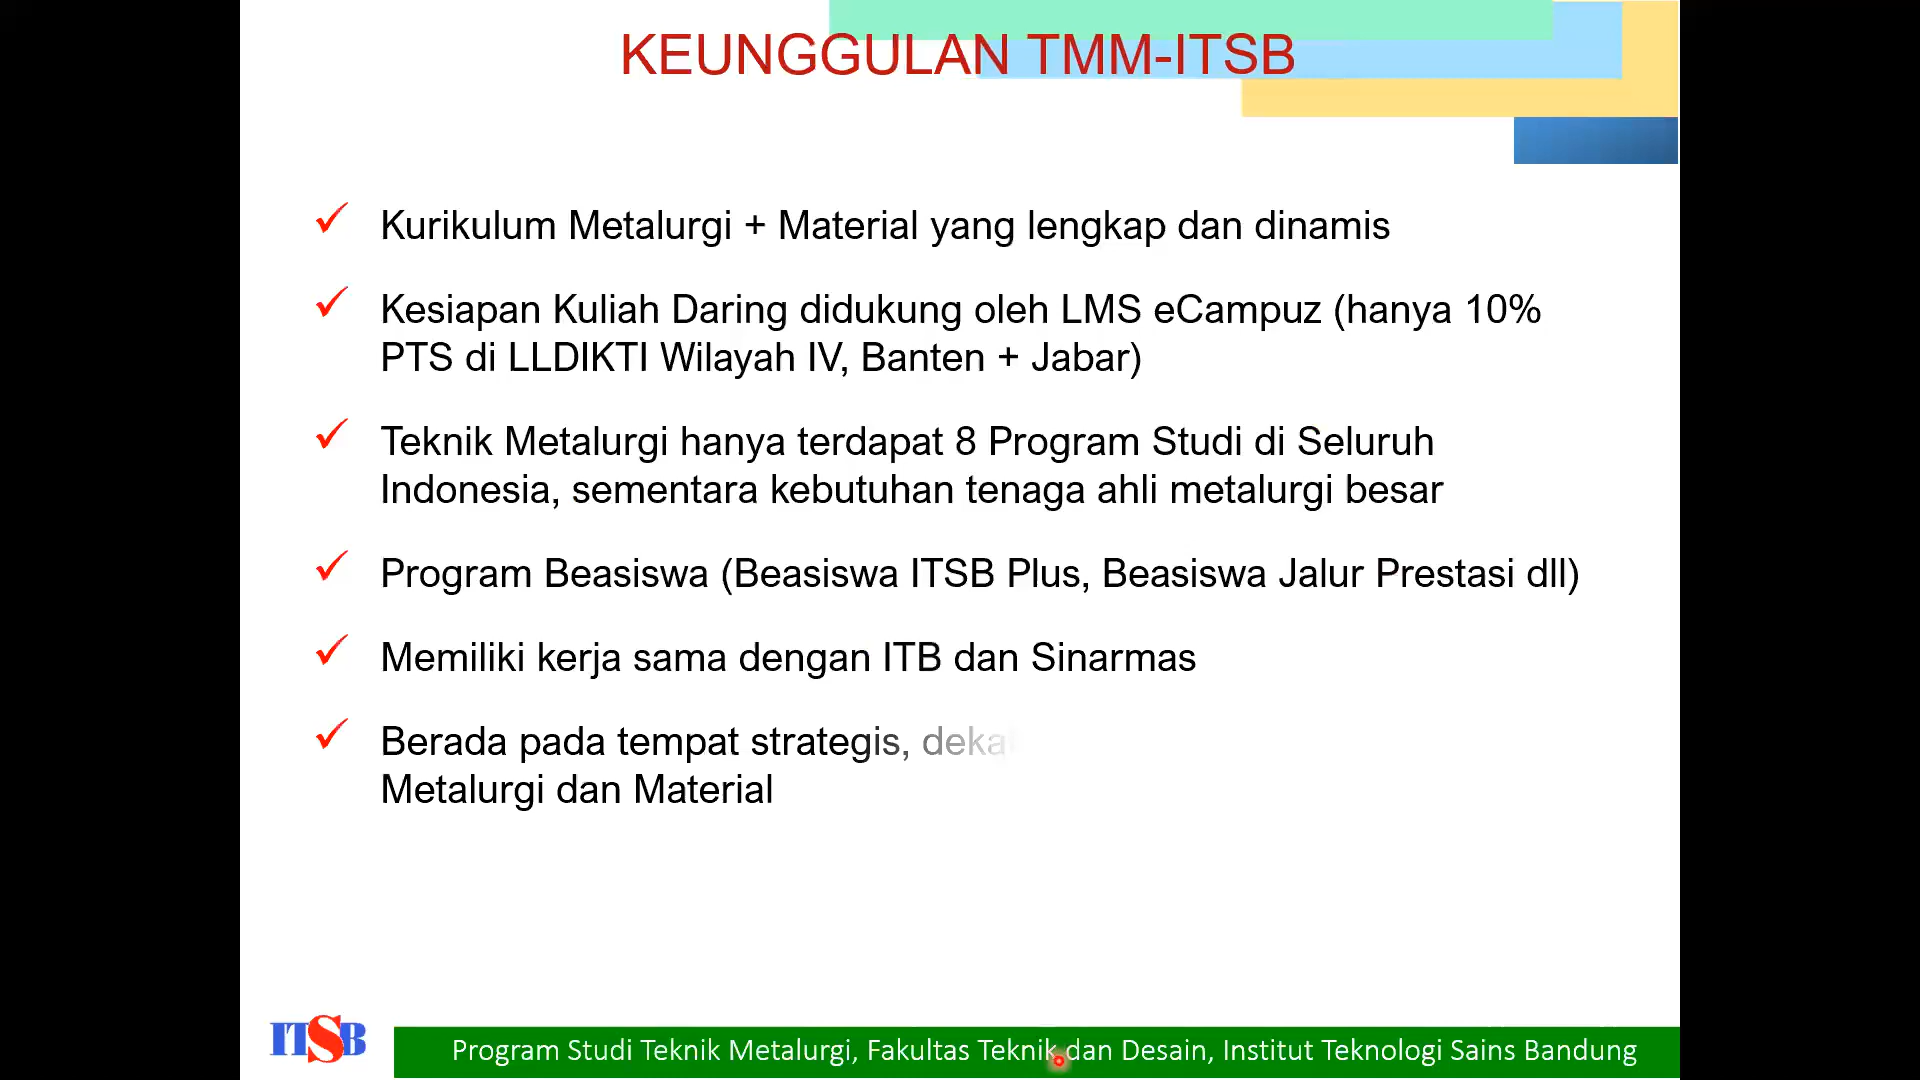 KEUNGGULAN TMM-ITSB
Kurikulum Metalurgi + Material yang lengkap dan dinamis
Kesiapan Kuliah Daring didukung oleh LMS eCampuz (hanya 10%
PTS di LLDIKTI Wilayah IV, Banten + Jabar)
Teknik Metalurgi hanya terdapat 8 Program Studi di Seluruh
Indonesia, sementara kebutuhan tenaga ahli metalurgi besar
Program Beasiswa (Beasiswa ITSB Plus, Beasiswa Jalur Prestasi dll)
Memiliki kerja sama dengan ITB dan Sinarmas
Berada pada tempat strategis,
Metalurgi dan Material
ITSB
Program Studi Teknik Metalurgi, Fakultas Teknik dan Desain, Institut Teknologi Sains Bandung